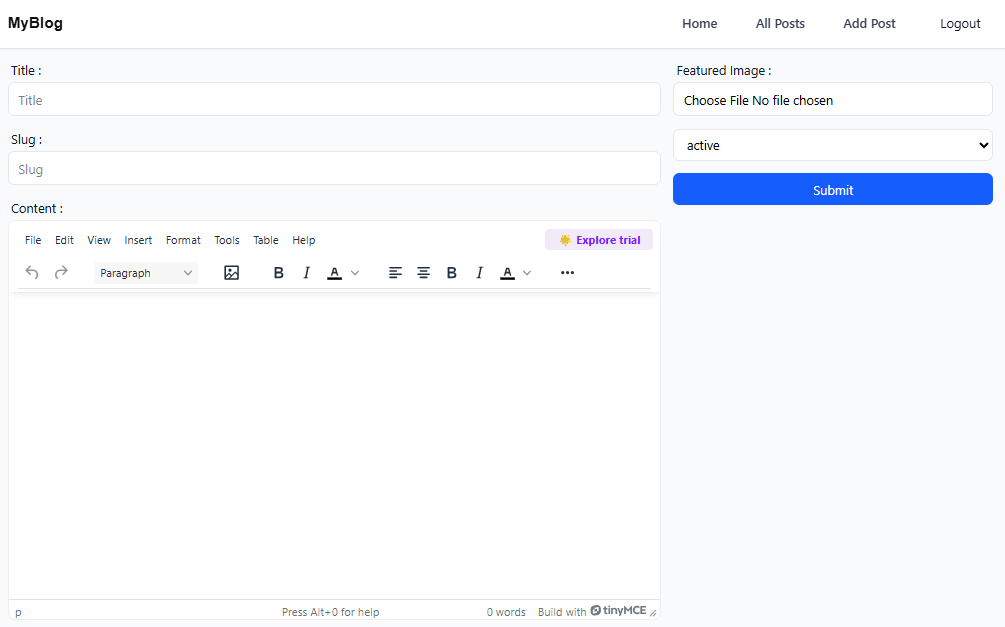 MyBlog Home All Posts Add Post Logout
Title :
Title
Slug :
Slug
Content :
File Edit View Insert Format Tools Table Help Explore trial
Paragraph B I A B I A
p Press Alt+0 for help 0 words Build with tinyMCE
Featured Image :
Choose File No file chosen
active
Submit